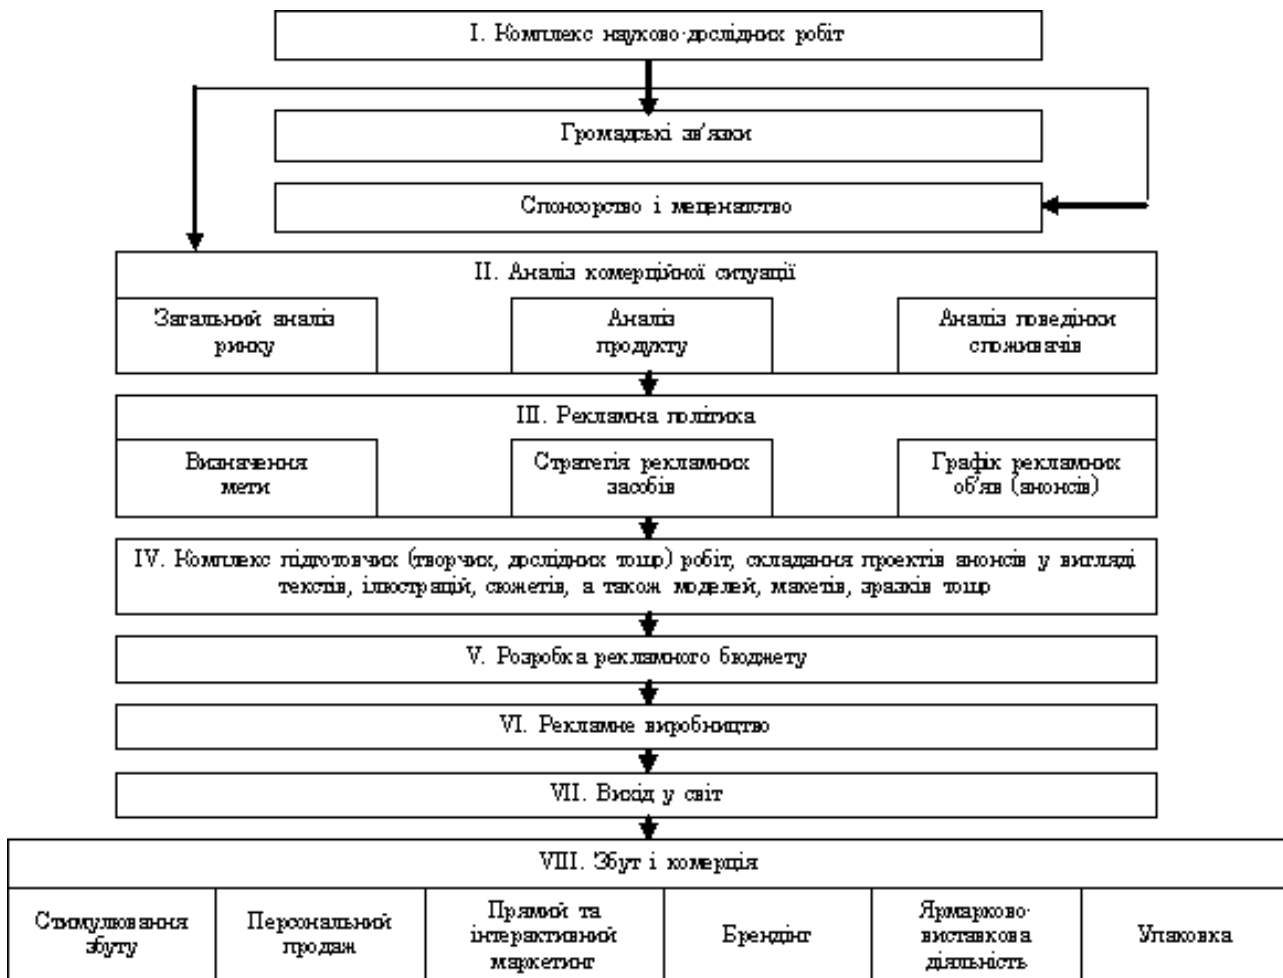 I. Комплекс науково-дослідних робіт
Громадські зв'язки
Спонсорство і меценатство
II. Аналіз комерційної ситуації
Загальний аналіз
ринку
Аналіз
продукту
Аналіз поведінки
споживачів
III. Рекламна політика
Визначення
мети
Стратегія рекламних
засобів
Графік рекламних
об'яв (анонсів)
IV. Комплекс підготовчих (творчих, дослідних тощо) робіт, складання проектів анонсів у вигляді
текстів, ілюстрацій, сюжетів, а також моделей, макетів, зразків тощо
V. Розробка рекламного бюджету
VI. Рекламне виробництво
VII. Вихід у світ
VIII. Збут і комерція
Стимулювання
збуту
Персональний
продаж
Прямий та
інтерактивний
маркетинг
Брендінг
Ярмарково-
виставкова
діяльність
Упаковка